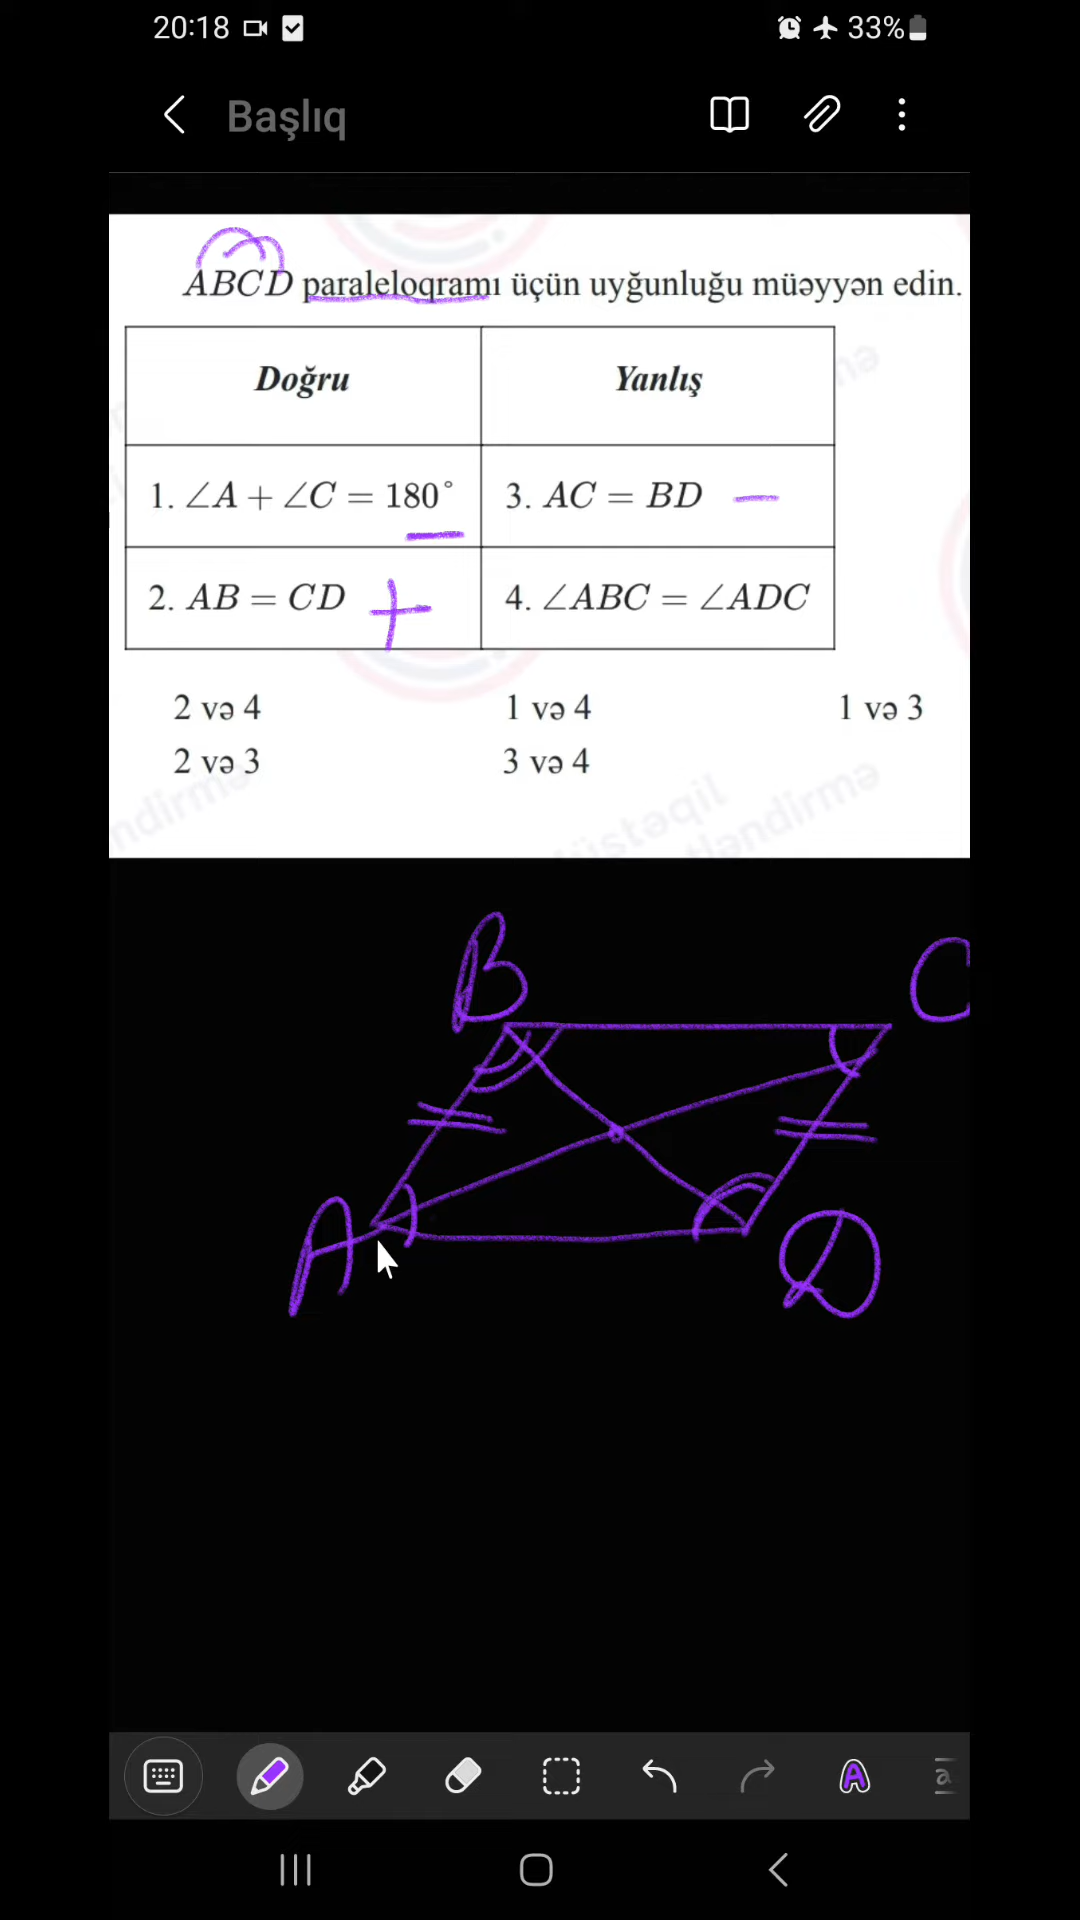 20:18 33%
Başlıq
ABCD paraleloqramı üçün uyğunluğu müəyyən edin.
Doğru Yanlış
1. ∠A + ∠C = 180° 3. AC = BD –
–
2. AB = CD + 4. ∠ABC = ∠ADC
2 və 4 1 və 4 1 və 3
2 və 3 3 və 4
müstəqil
ləndirmə
B C
A D